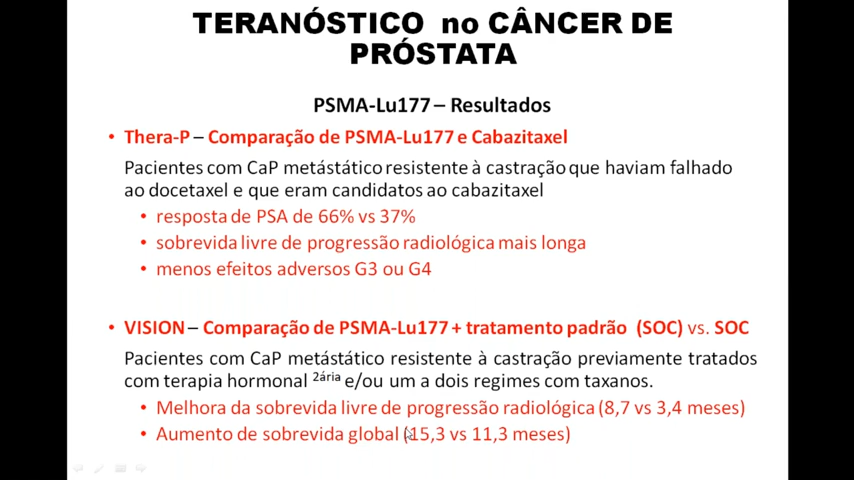 TERANÓSTICO no CÂNCER DE
PRÓSTATA
PSMA-Lu177 – Resultados
• Thera-P – Comparação de PSMA-Lu177 e Cabazitaxel
Pacientes com CaP metástático resistente à castração que haviam falhado
ao docetaxel e que eram candidatos ao cabazitaxel
• resposta de PSA de 66% vs 37%
• sobrevida livre de progressão radiológica mais longa
• menos efeitos adversos G3 ou G4
• VISION – Comparação de PSMA-Lu177 + tratamento padrão (SOC) vs. SOC
Pacientes com CaP metástático resistente à castração previamente tratados
com terapia hormonal 2ária e/ou um a dois regimes com taxanos.
• Melhora da sobrevida livre de progressão radiológica (8,7 vs 3,4 meses)
• Aumento de sobrevida global (15,3 vs 11,3 meses)